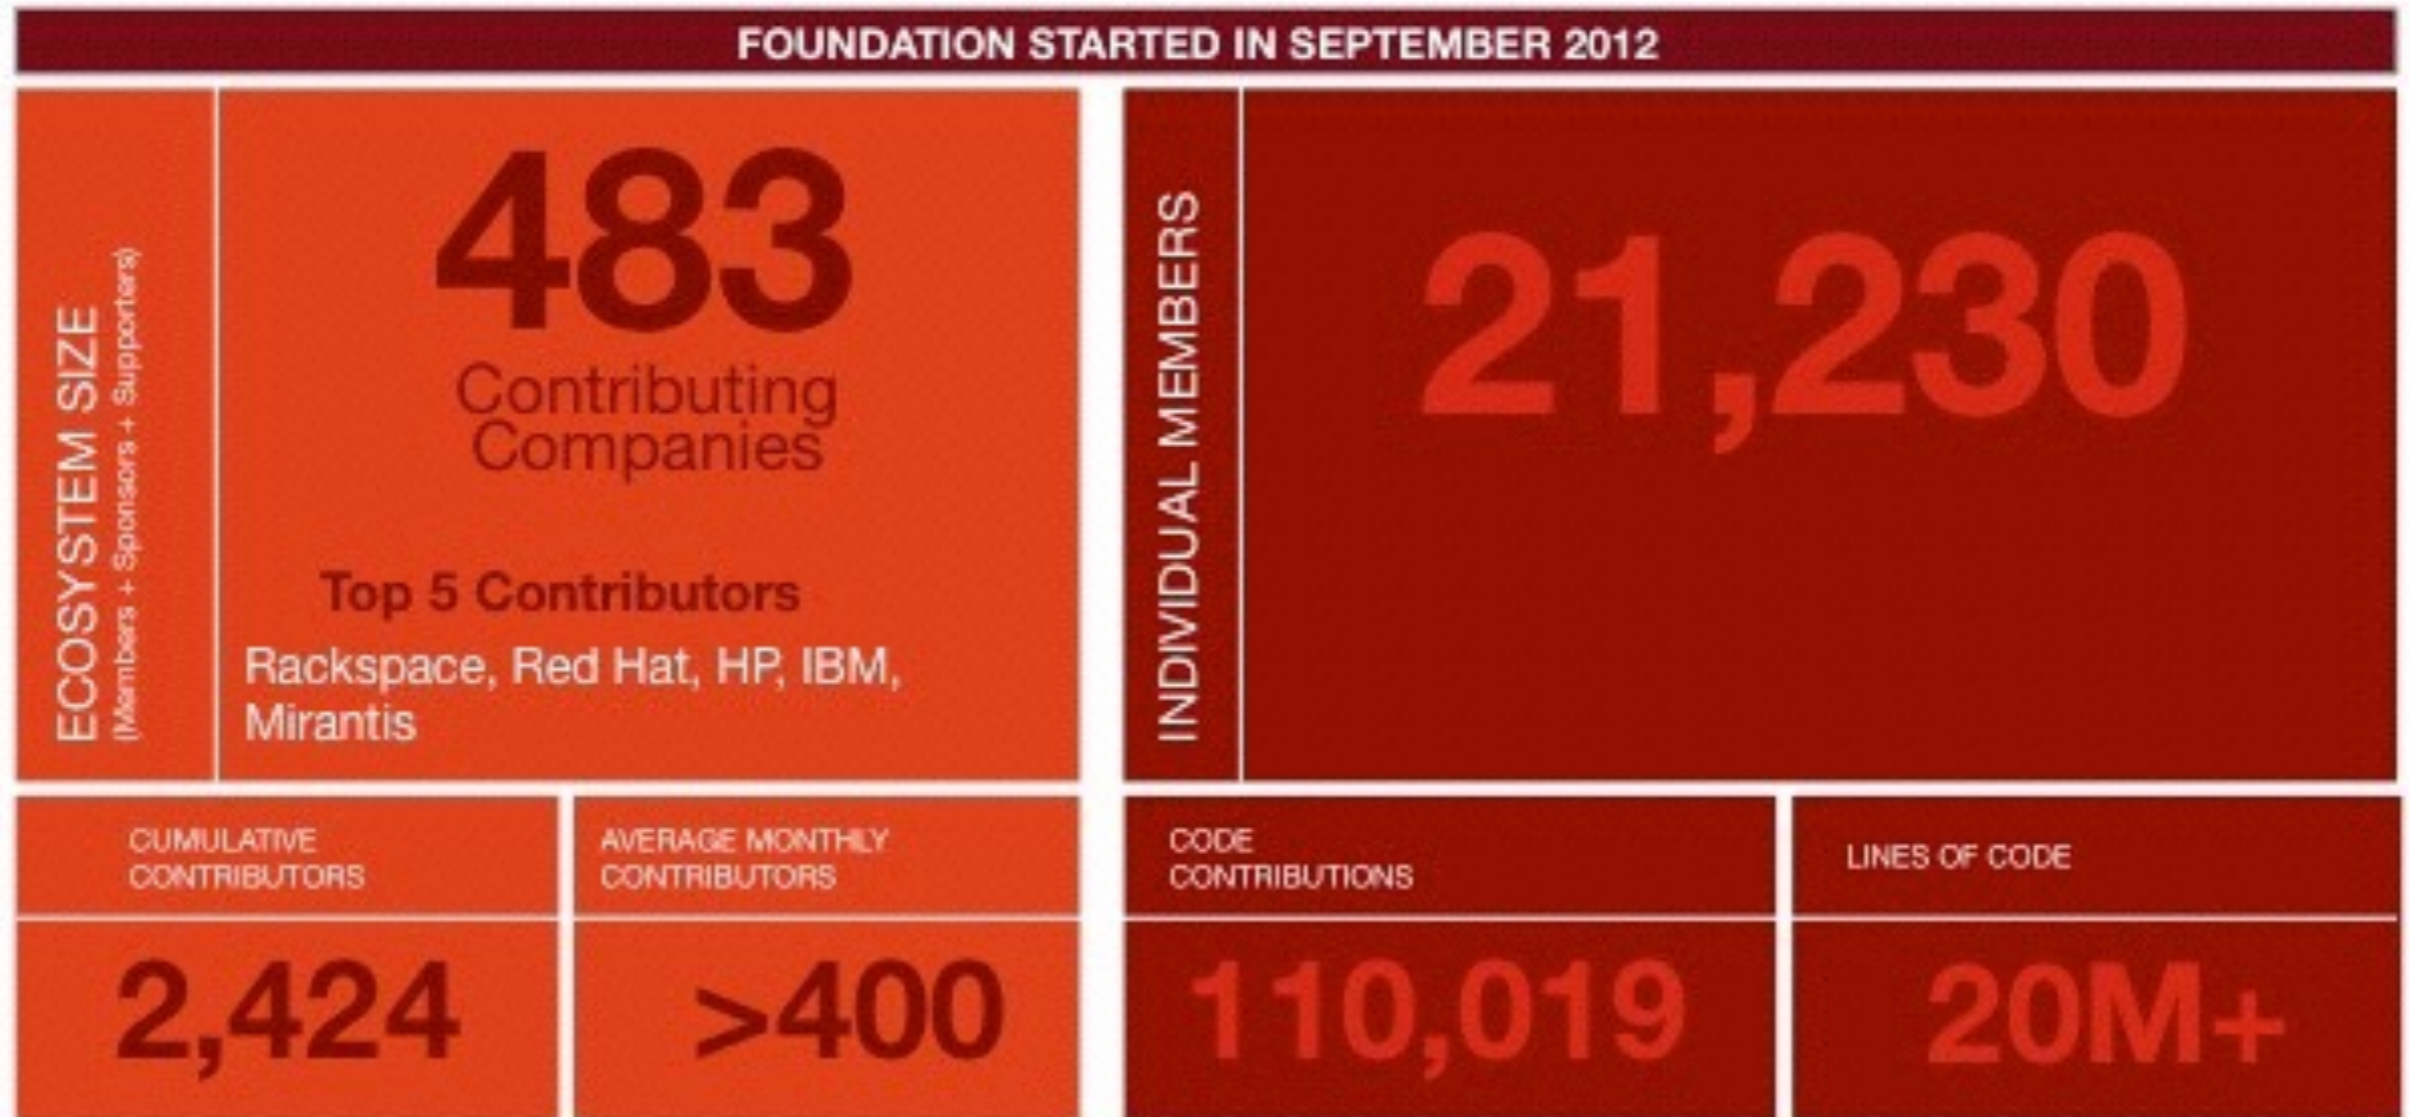 FOUNDATION STARTED IN SEPTEMBER 2012
ECOSYSTEM SIZE
(Members + Sponsors + Supporters)
483
Contributing
Companies
Top 5 Contributors
Rackspace, Red Hat, HP, IBM,
Mirantis
INDIVIDUAL MEMBERS
21,230
CUMULATIVE
CONTRIBUTORS
2,424
AVERAGE MONTHLY
CONTRIBUTORS
>400
CODE
CONTRIBUTIONS
110,019
LINES OF CODE
20M+